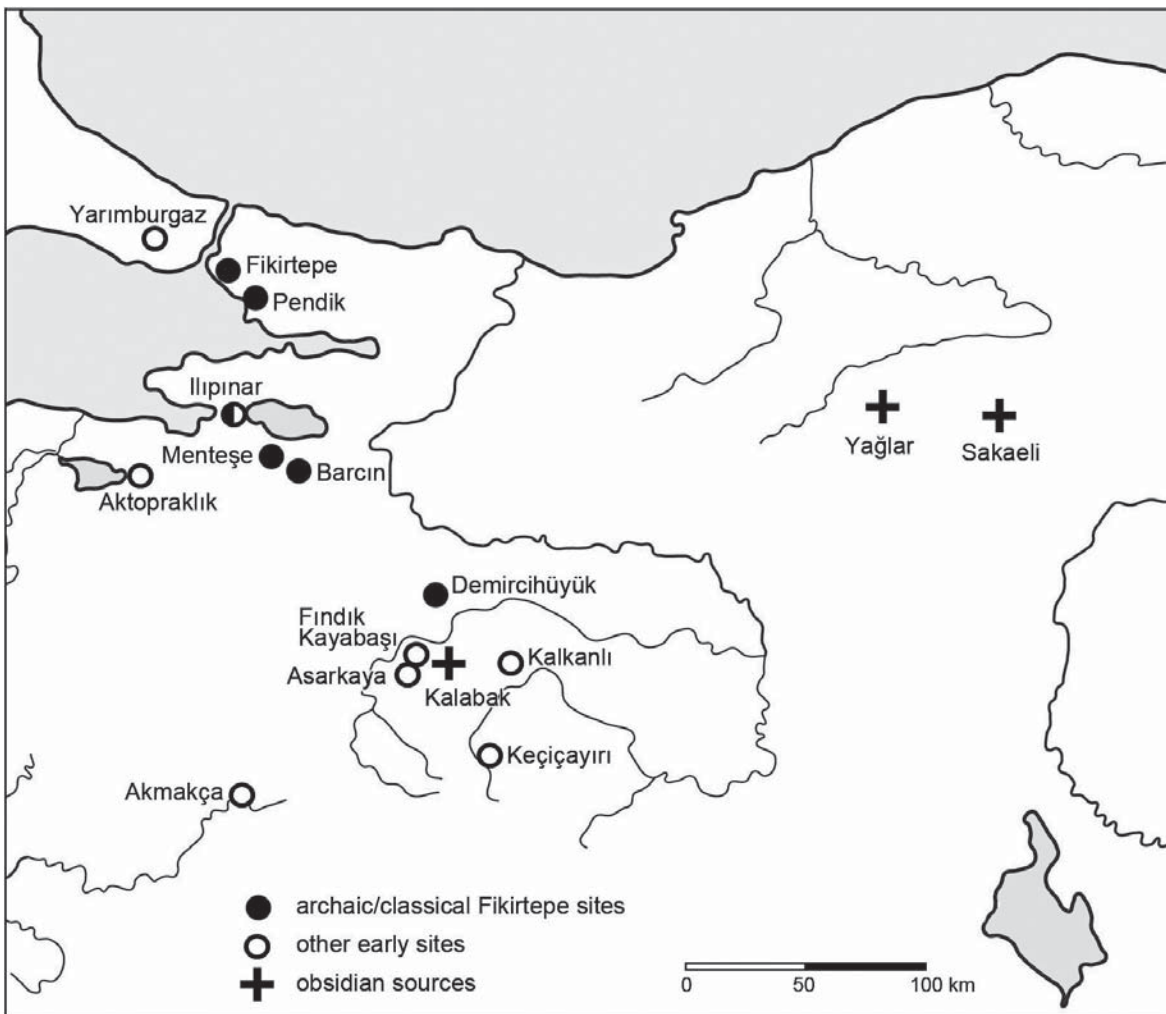 Yarımburgaz
Fikirtepe
Pendik
Ilıpınar
Menteşe
Barcın
Aktopraklık
Yağlar
Sakaeli
Demircihüyük
Fındık
Kayabaşı
Asarkaya
Kalabak
Kalkanlı
Keçiçayırı
Akmakça
archaic/classical Fikirtepe sites
other early sites
obsidian sources
0 50 100 km